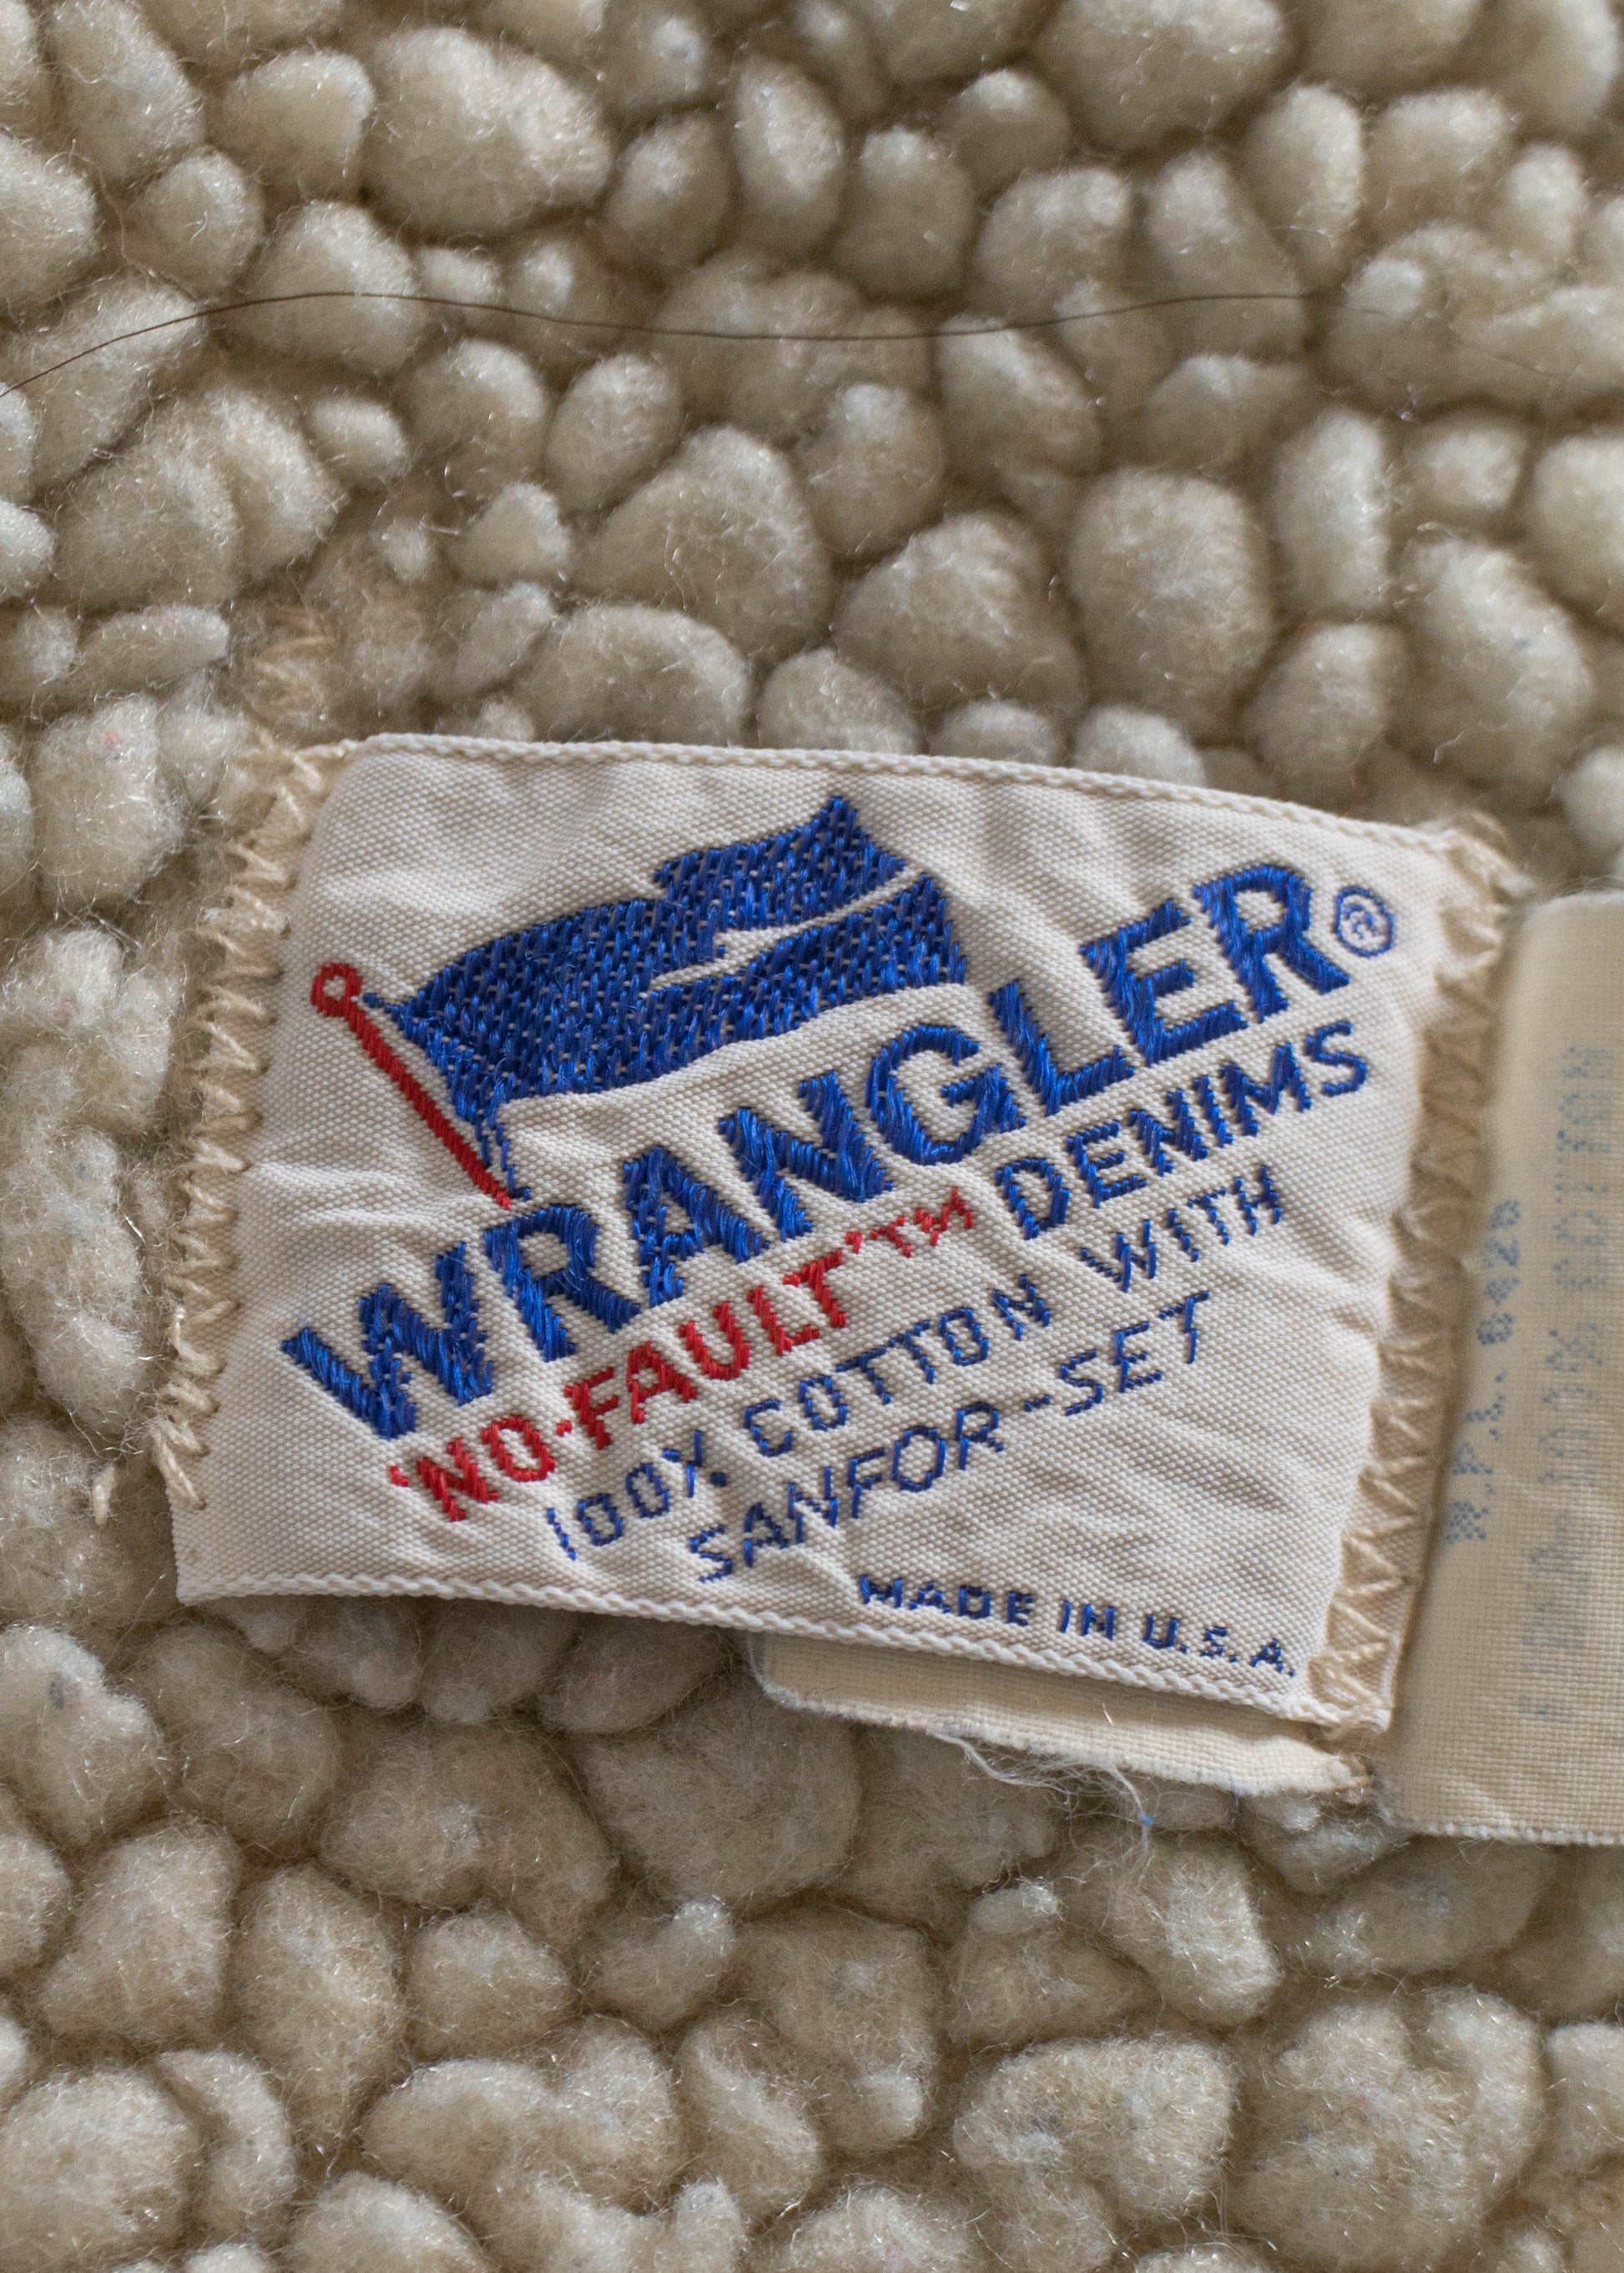 WRANGLER®
'NO-FAULT'™ DENIMS
100% COTTON WITH
SANFOR-SET
MADE IN U.S.A.